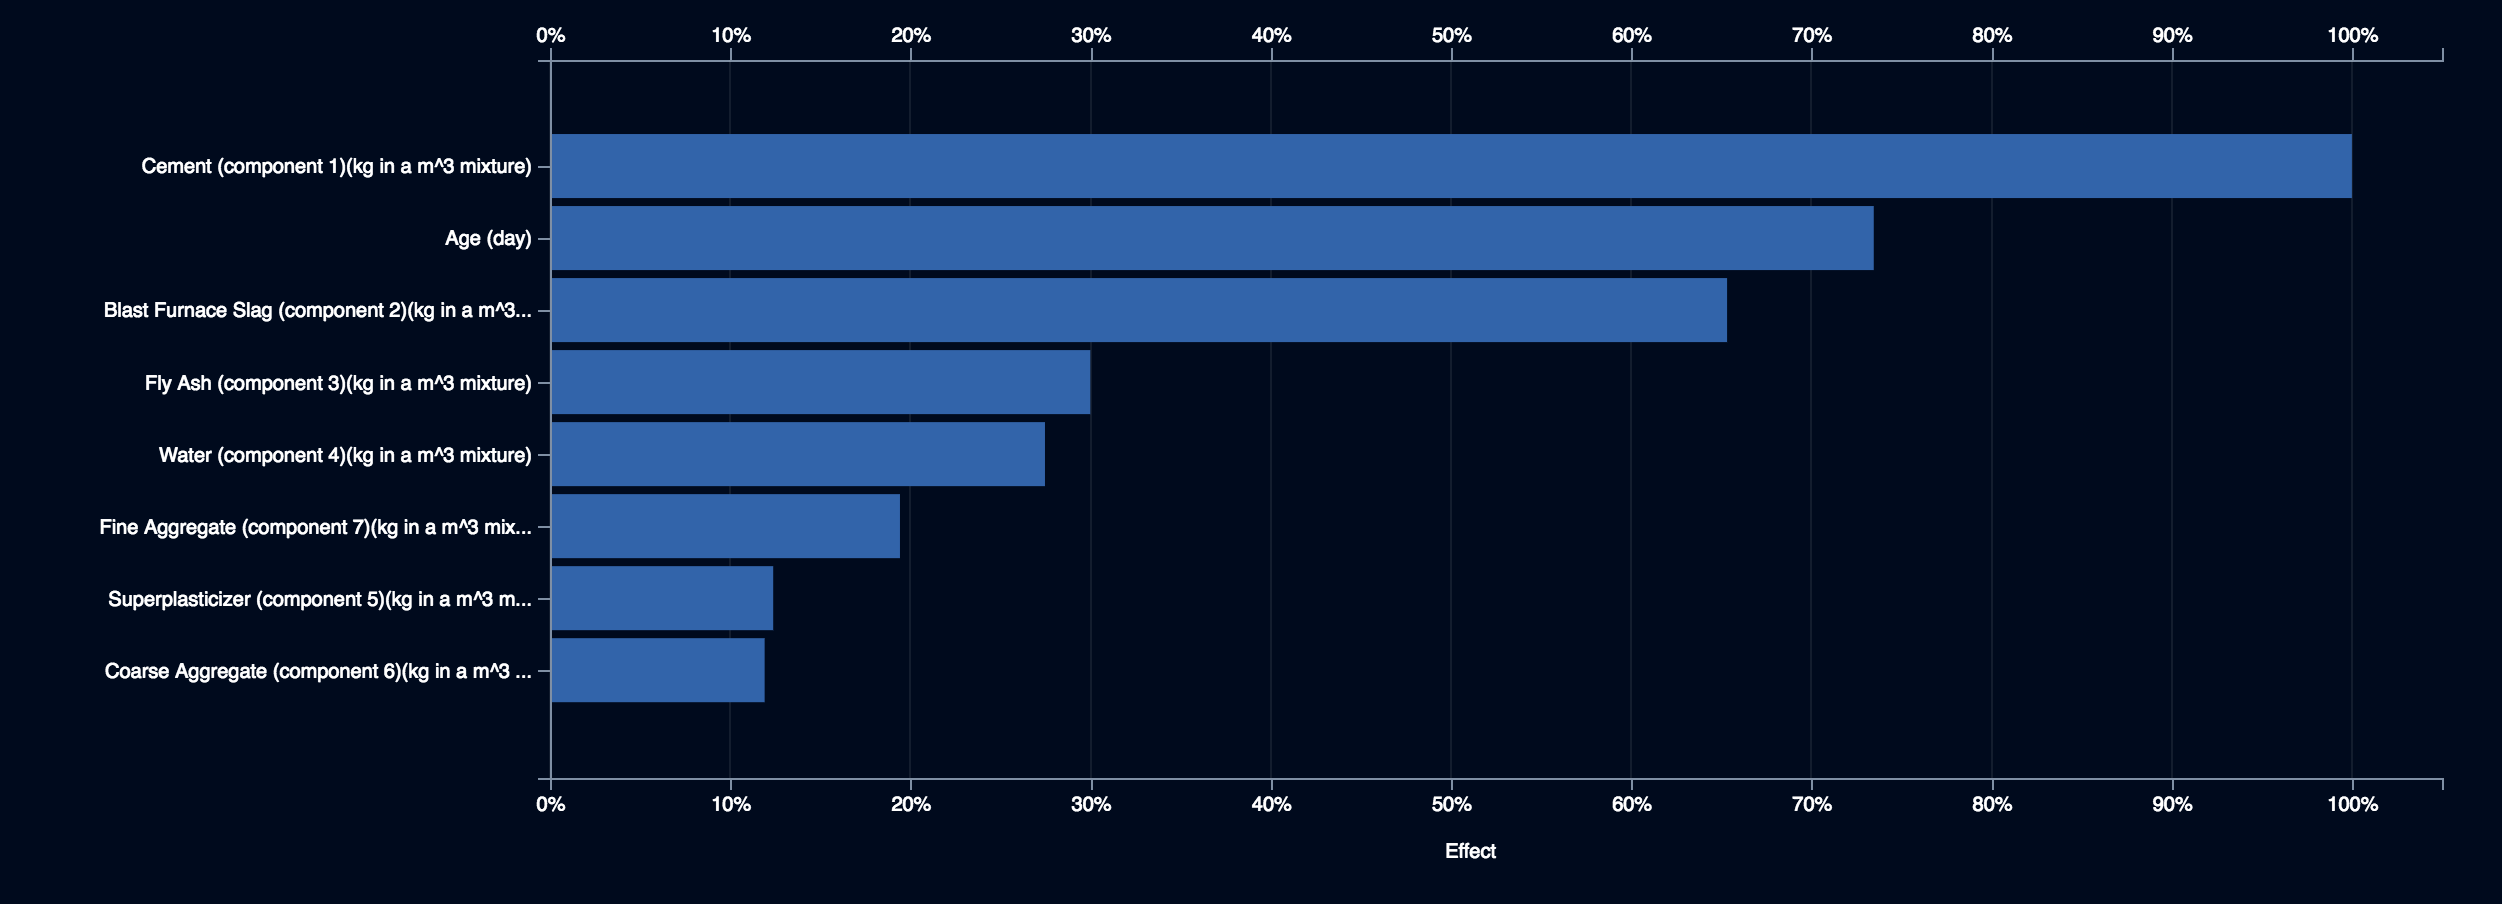 0% 10% 20% 30% 40% 50% 60% 70% 80% 90% 100%
Cement (component 1)(kg in a m^3 mixture)
Age (day)
Blast Furnace Slag (component 2)(kg in a m^3...
Fly Ash (component 3)(kg in a m^3 mixture)
Water (component 4)(kg in a m^3 mixture)
Fine Aggregate (component 7)(kg in a m^3 mix...
Superplasticizer (component 5)(kg in a m^3 m...
Coarse Aggregate (component 6)(kg in a m^3 ...
0% 10% 20% 30% 40% 50% 60% 70% 80% 90% 100%
Effect